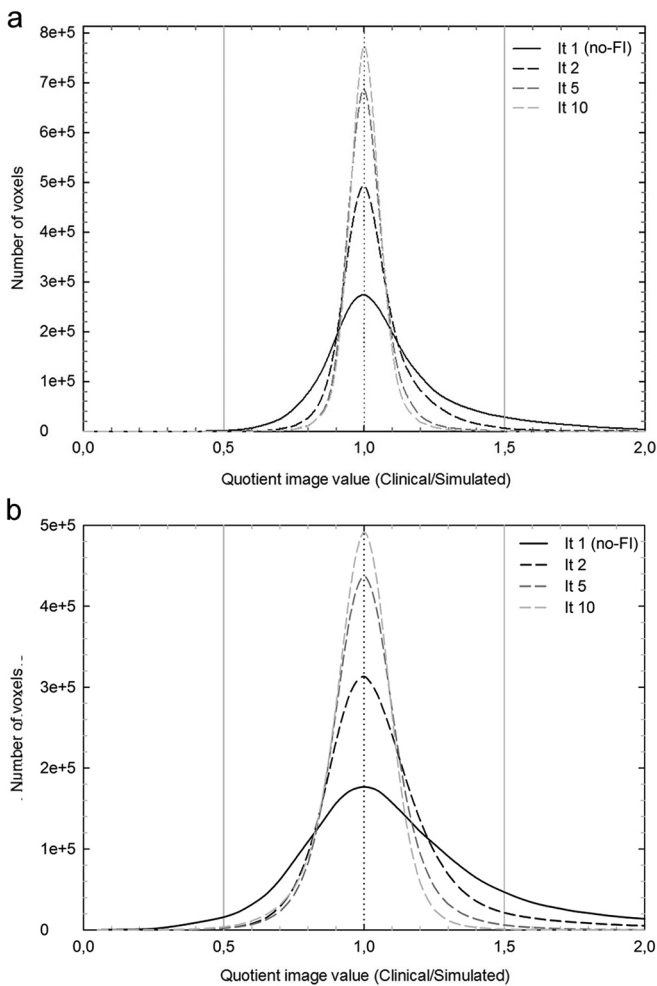 a
8e+5
7e+5
6e+5
5e+5
4e+5
3e+5
2e+5
1e+5
0
Number of voxels
It 1 (no-FI)
It 2
It 5
It 10
0,0 0,5 1,0 1,5 2,0
Quotient image value (Clinical/Simulated)
b
5e+5
4e+5
3e+5
2e+5
1e+5
0
. Number of voxels. .
It 1 (no-FI)
It 2
It 5
It 10
0,0 0,5 1,0 1,5 2,0
Quotient image value (Clinical/Simulated)